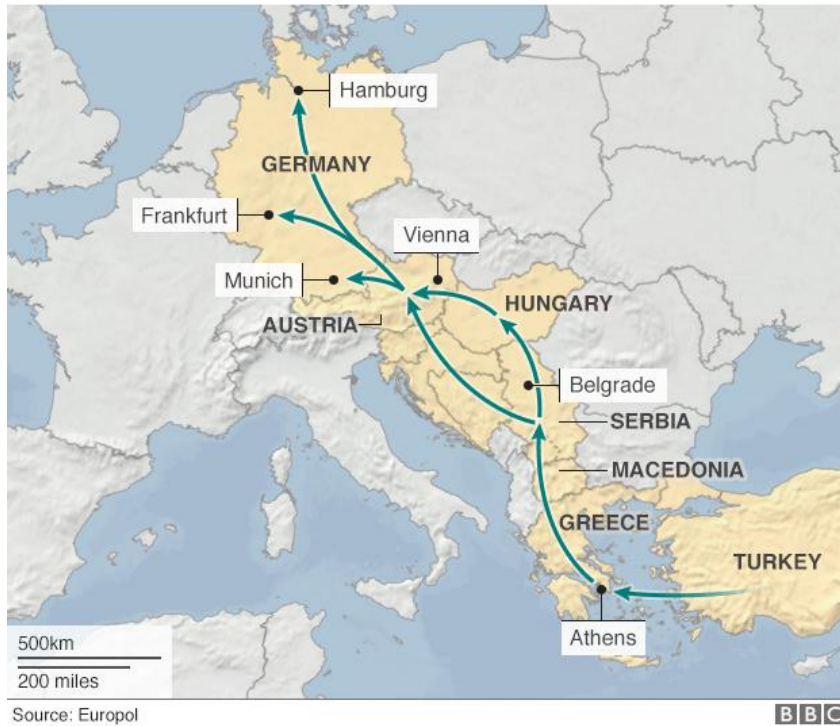 Hamburg
GERMANY
Frankfurt
Vienna
Munich
HUNGARY
AUSTRIA
Belgrade
SERBIA
MACEDONIA
GREECE
TURKEY
Athens
500km
200 miles
Source: Europol
BBC